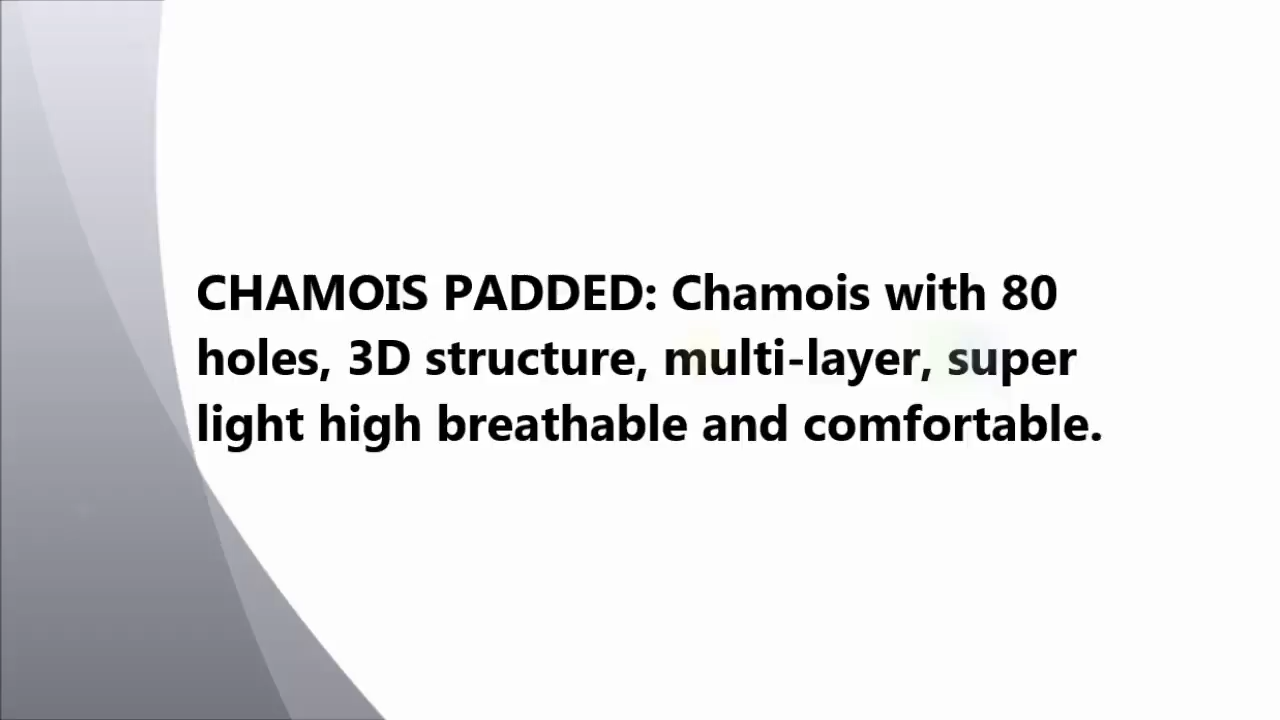 CHAMOIS PADDED: Chamois with 80
holes, 3D structure, multi-layer, super
light high breathable and comfortable.